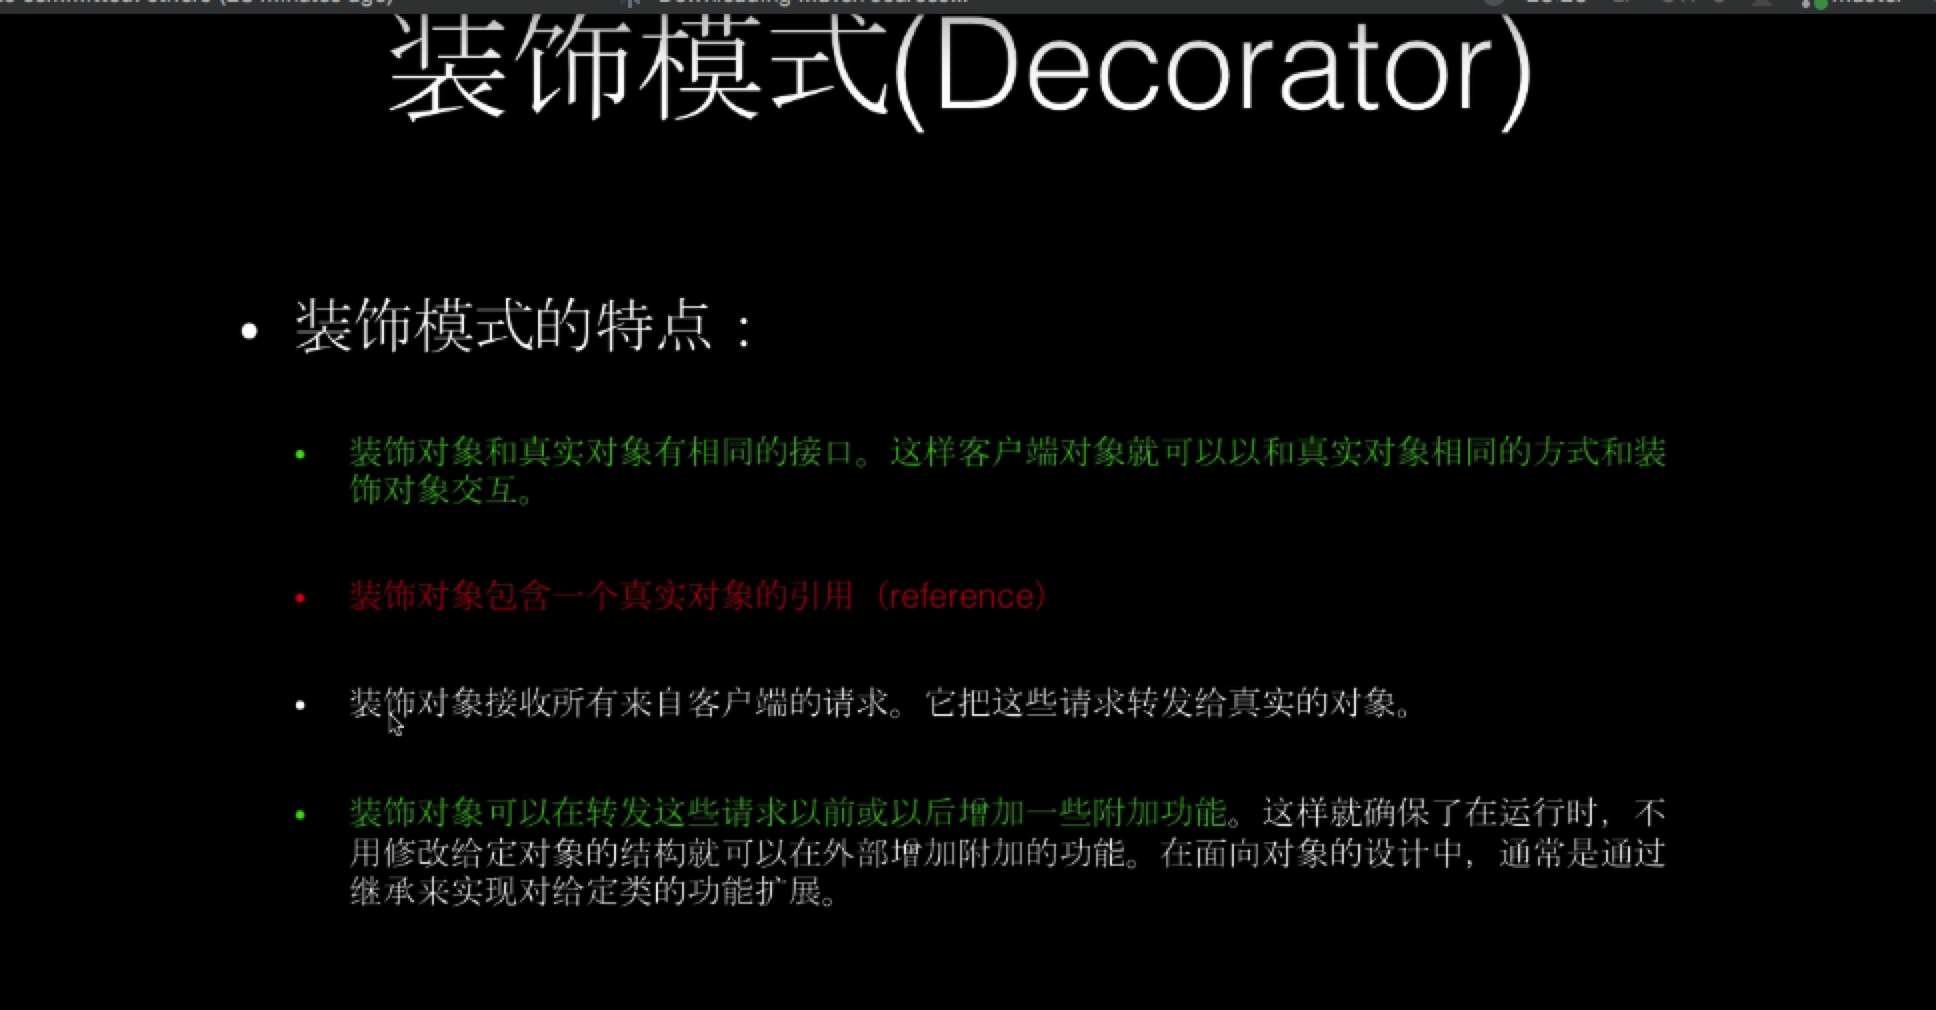 装饰模式(Decorator)
装饰模式的特点：
装饰对象和真实对象有相同的接口。这样客户端对象就可以以和真实对象相同的方式和装
饰对象交互。
装饰对象包含一个真实对象的引用（reference）
装饰对象接收所有来自客户端的请求。它把这些请求转发给真实的对象。
装饰对象可以在转发这些请求以前或以后增加一些附加功能。这样就确保了在运行时，不
用修改给定对象的结构就可以在外部增加附加的功能。在面向对象的设计中，通常是通过
继承来实现对给定类的功能扩展。